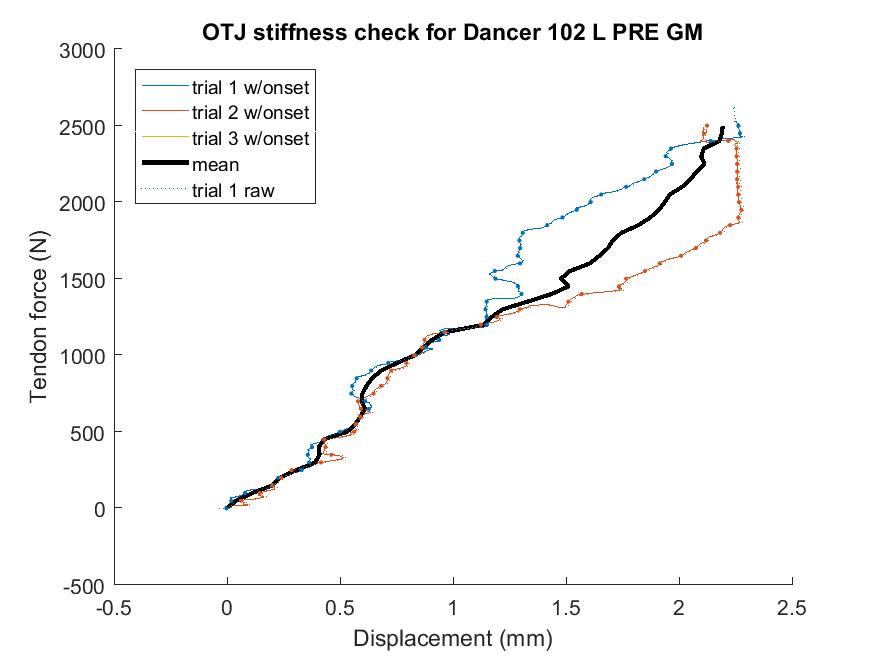 OTJ stiffness check for Dancer 102 L PRE GM
3000
2500
2000
1500
1000
500
0
-500
Tendon force (N)
trial 1 w/onset
trial 2 w/onset
trial 3 w/onset
mean
trial 1 raw
-0.5 0 0.5 1 1.5 2 2.5
Displacement (mm)